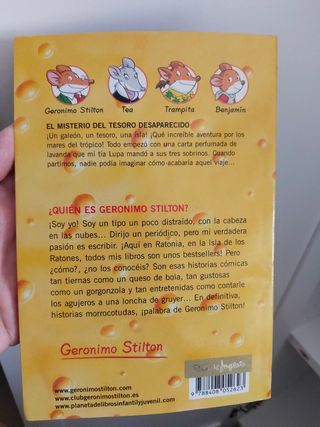 Geronimo Stilton
Tea
Trampita
Benjamín
EL MISTERIO DEL TESORO DESAPARECIDO
¡Un galeón, un tesoro, una isla! ¡Qué increíble aventura por los
mares del trópico! Todo empezó con una carta perfumada de
lavanda que mi tía Lupa mandó a sus tres sobrinos. Cuando
partimos, nadie podía imaginar cómo acabaría aquel viaje...
¿QUIÉN ES GERONIMO STILTON?
¡Soy yo! Soy un tipo un poco distraído, con la cabeza
en las nubes... Dirijo un periódico, pero mi verdadera
pasión es escribir. ¡Aquí en Ratonia, en la Isla de los
Ratones, todos mis libros son unos bestsellers! Pero
¿cómo?, ¿no los conocéis? Son esas historias cómicas
tan tiernas como un queso de bola, tan gustosas
como un gorgonzola y tan entretenidas como contarle
los agujeros a una loncha de gruyer... En definitiva,
historias morrocotudas, ¡palabra de Geronimo Stilton!
Geronimo Stilton
www.geronimostilton.com
www.clubgeronimostilton.es
www.planetadelibrosinfantilyjuvenil.com
9 788408 052623